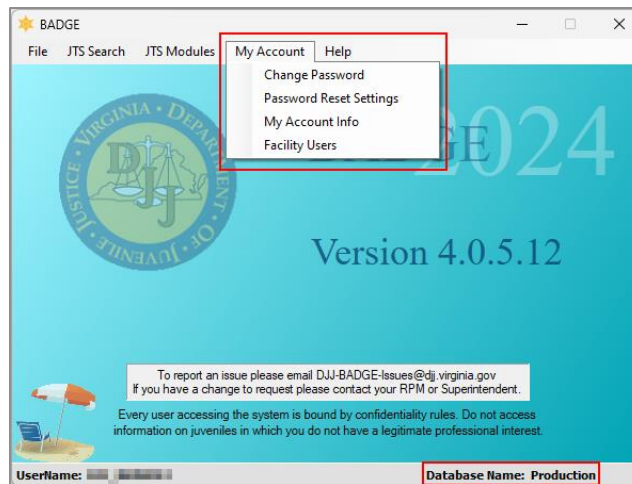 BADGE
File JTS Search JTS Modules My Account Help
Change Password
Password Reset Settings
My Account Info
Facility Users
VIRGINIA • DEPARTMENT • OF • JUVENILE • JUSTICE
DJJ
2024
Version 4.0.5.12
To report an issue please email DJJ-BADGE-Issues@djj.virginia.gov
If you have a change to request please contact your RPM or Superintendent.
Every user accessing the system is bound by confidentiality rules. Do not access
information on juveniles in which you do not have a legitimate professional interest.
UserName:
Database Name: Production